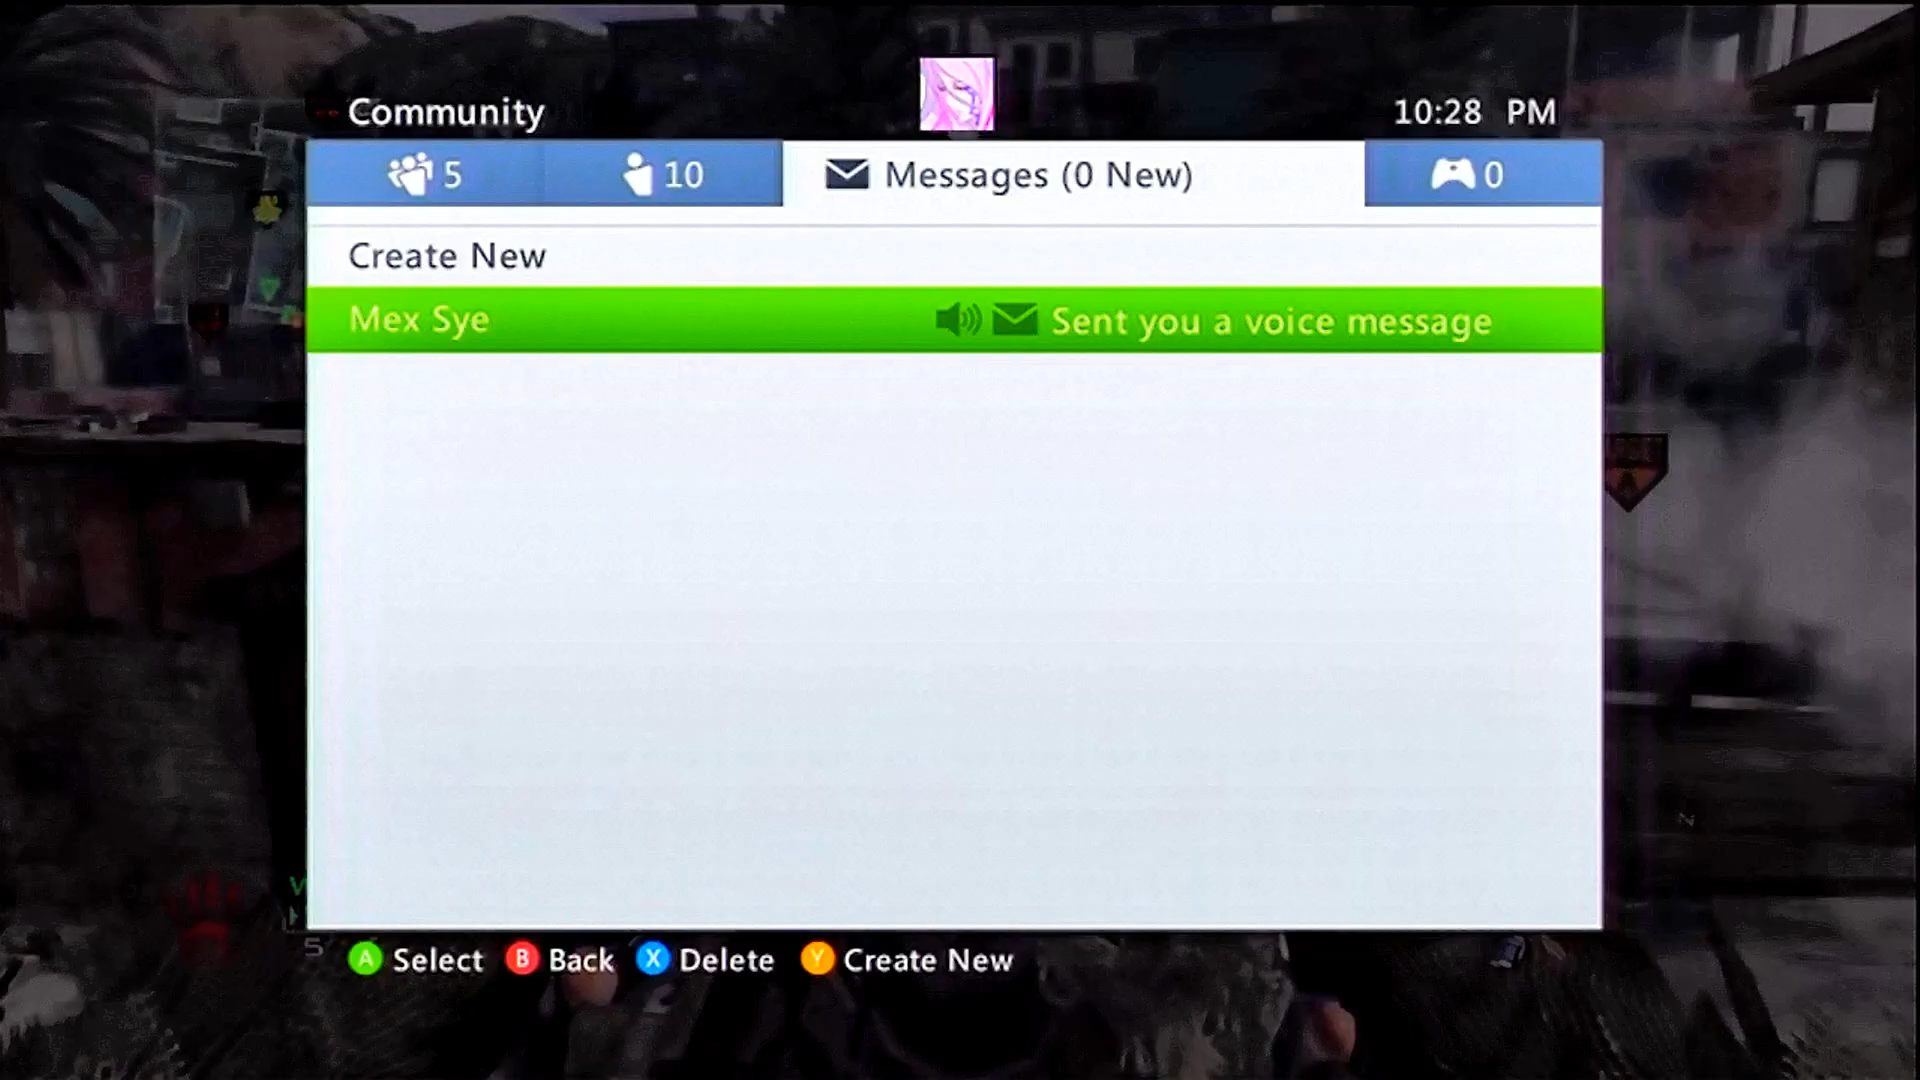 Community
10:28 PM
5
10
Messages (0 New)
0
Create New
Mex Sye
Sent you a voice message
N
V
5
A Select B Back X Delete Y Create New